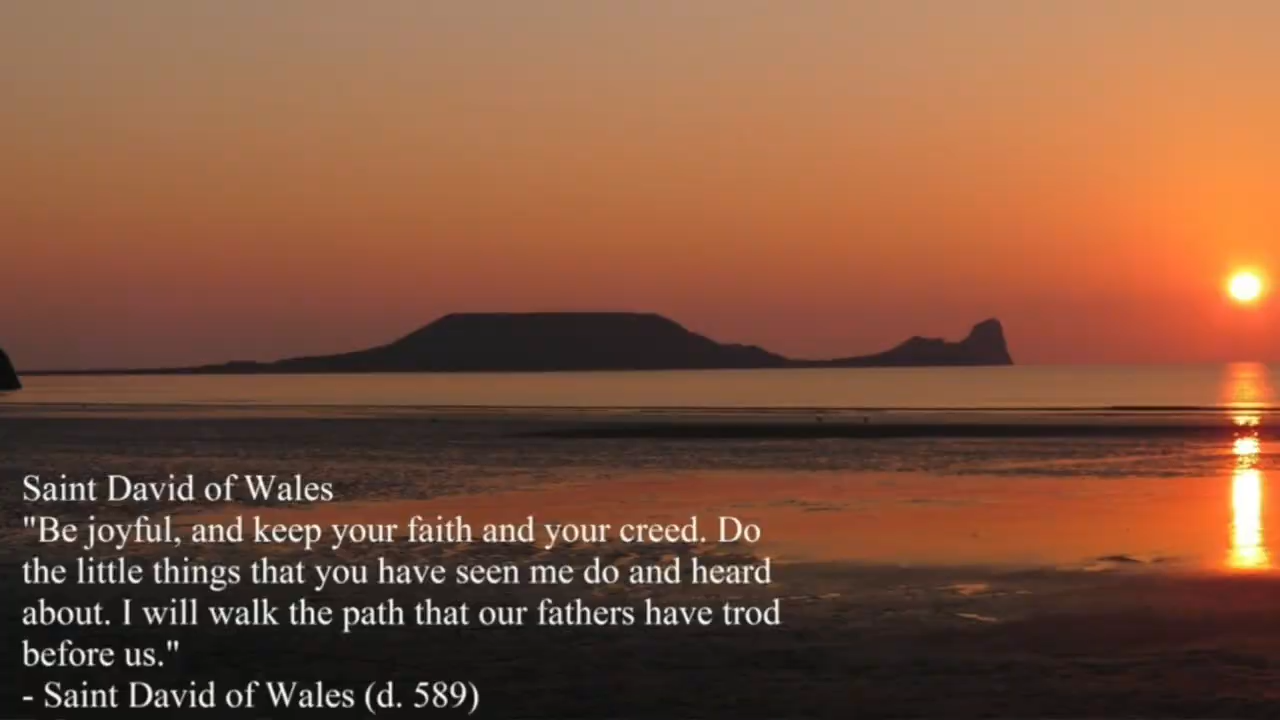 Saint David of Wales
"Be joyful, and keep your faith and your creed. Do
the little things that you have seen me do and heard
about. I will walk the path that our fathers have trod
before us."
- Saint David of Wales (d. 589)